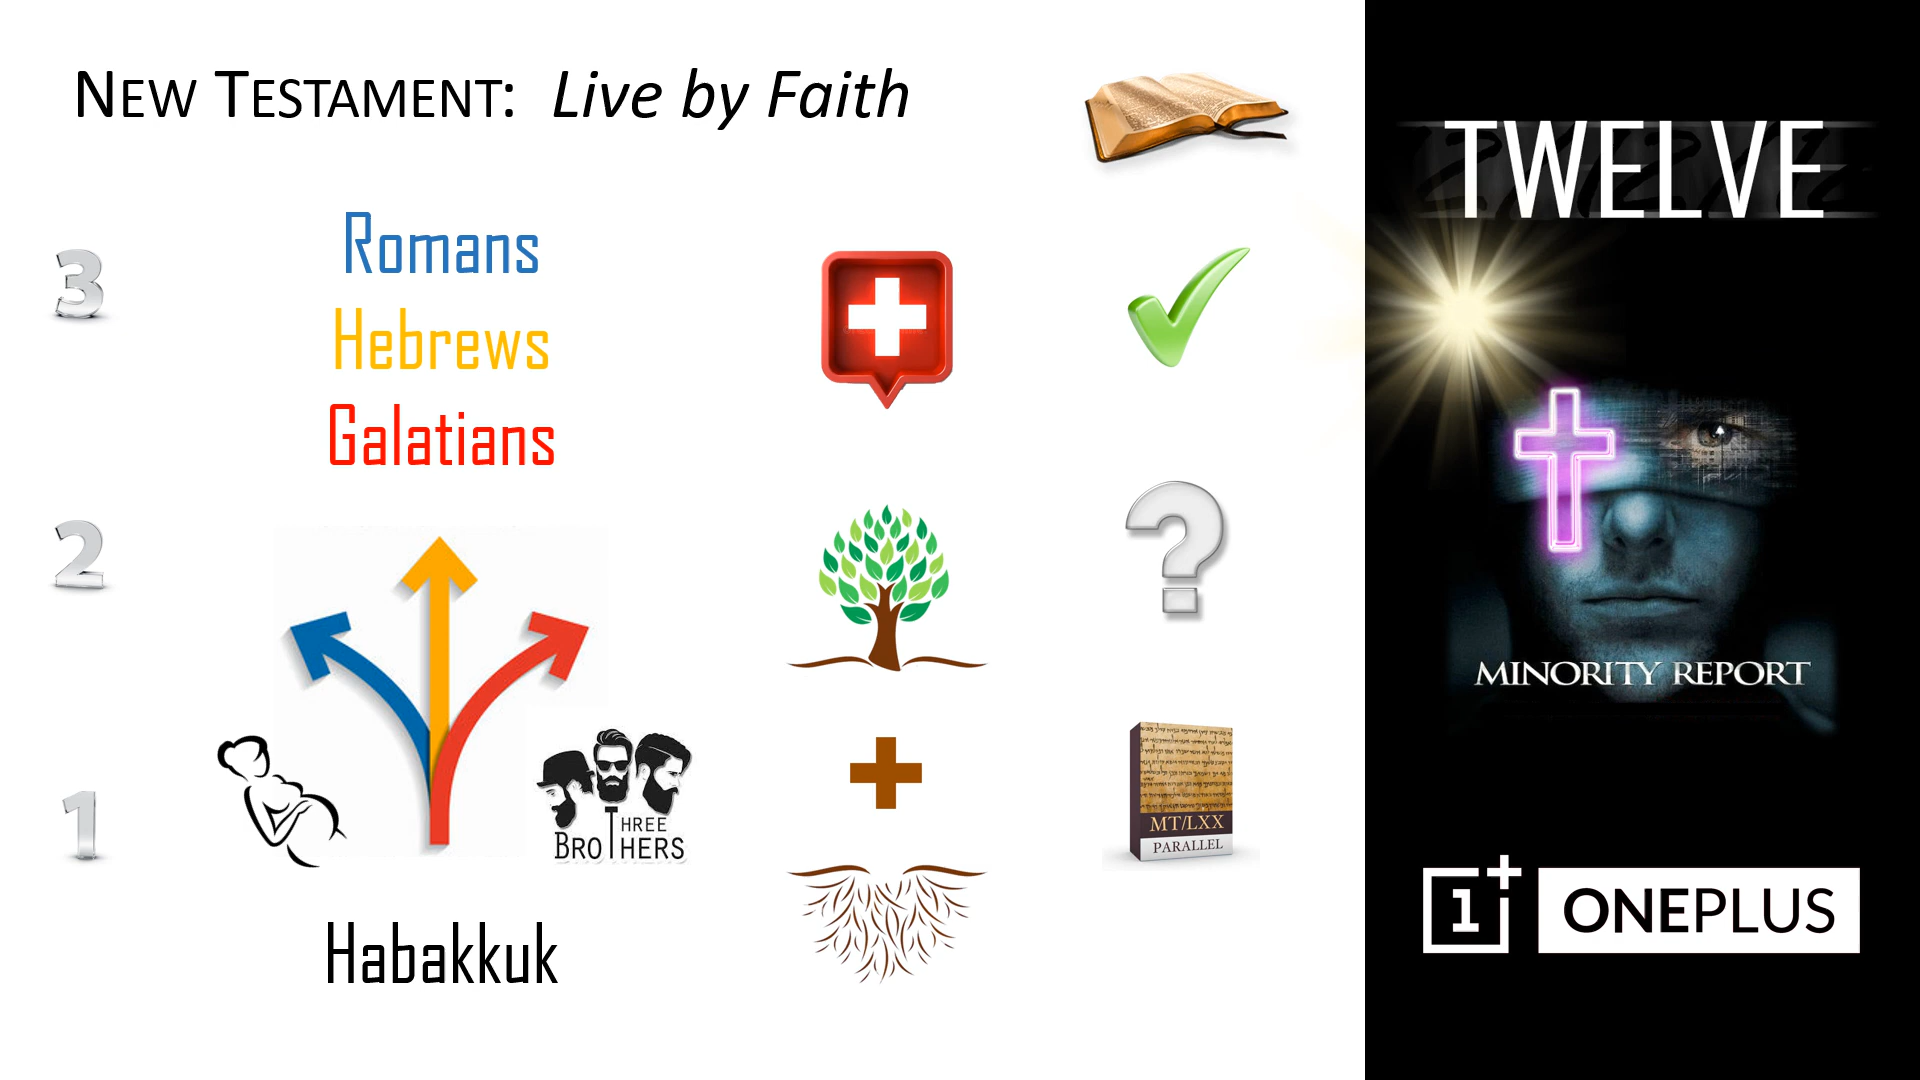 NEW TESTAMENT: Live by Faith
3
Romans
Hebrews
Galatians
2
THREE
BROTHERS
1
Habakkuk
?
MT/LXX
PARALLEL
TWELVE
MINORITY REPORT
1+ ONEPLUS